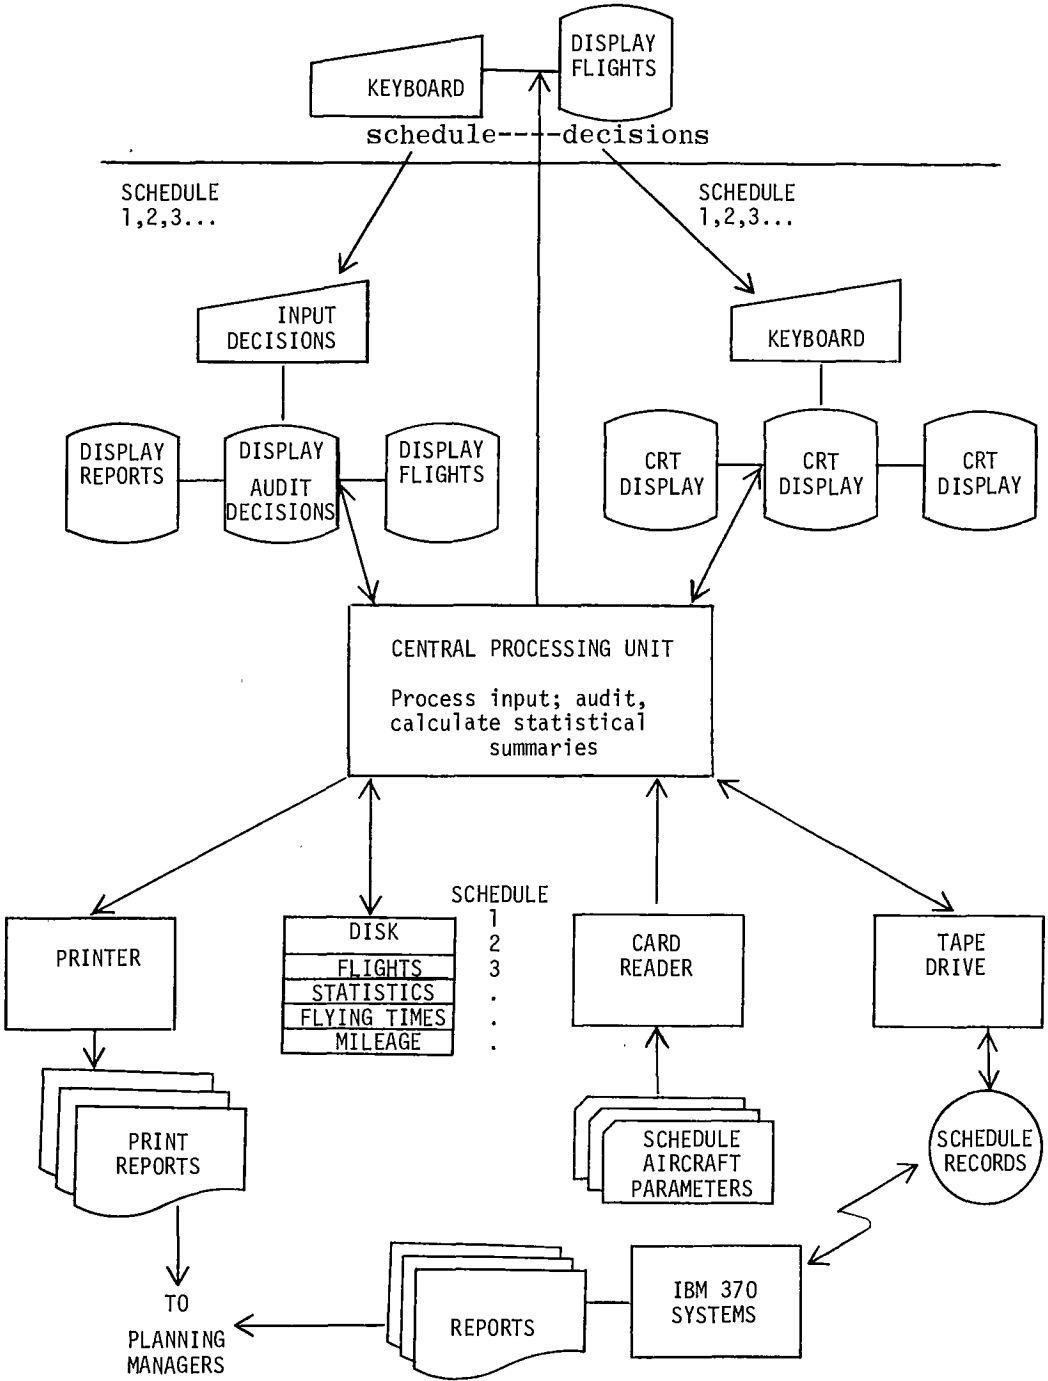 DISPLAY
FLIGHTS
KEYBOARD
schedule----decisions
SCHEDULE
1,2,3...
SCHEDULE
1,2,3...
INPUT
DECISIONS
KEYBOARD
DISPLAY
REPORTS
DISPLAY
AUDIT
DECISIONS
DISPLAY
FLIGHTS
CRT
DISPLAY
CRT
DISPLAY
CRT
DISPLAY
CENTRAL PROCESSING UNIT
Process input; audit,
calculate statistical
summaries
PRINTER
DISK
FLIGHTS
STATISTICS
FLYING TIMES
MILEAGE
SCHEDULE
1
2
3
.
.
.
CARD
READER
TAPE
DRIVE
PRINT
REPORTS
SCHEDULE
AIRCRAFT
PARAMETERS
SCHEDULE
RECORDS
TO
PLANNING
MANAGERS
REPORTS
IBM 370
SYSTEMS